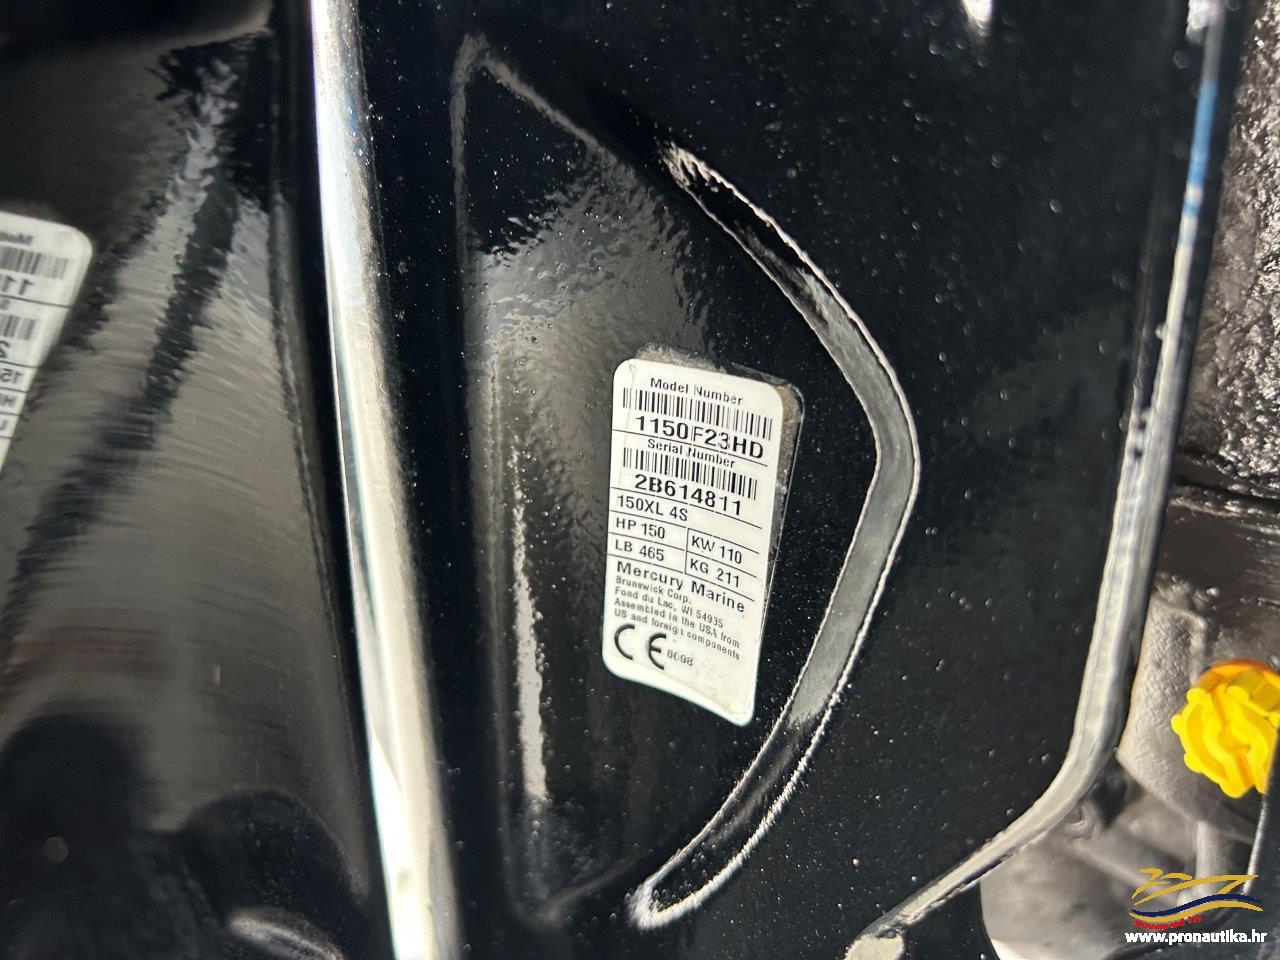 Model Number
1150F23HD
Serial Number
2B614811
150XL 4S
HP 150 KW 110
LB 465 KG 211
Mercury Marine
Brunswick Corp.
Fond du Lac, WI 54935
Assembled in the USA from
US and foreign components
CE 0098
www.pronautika.hr